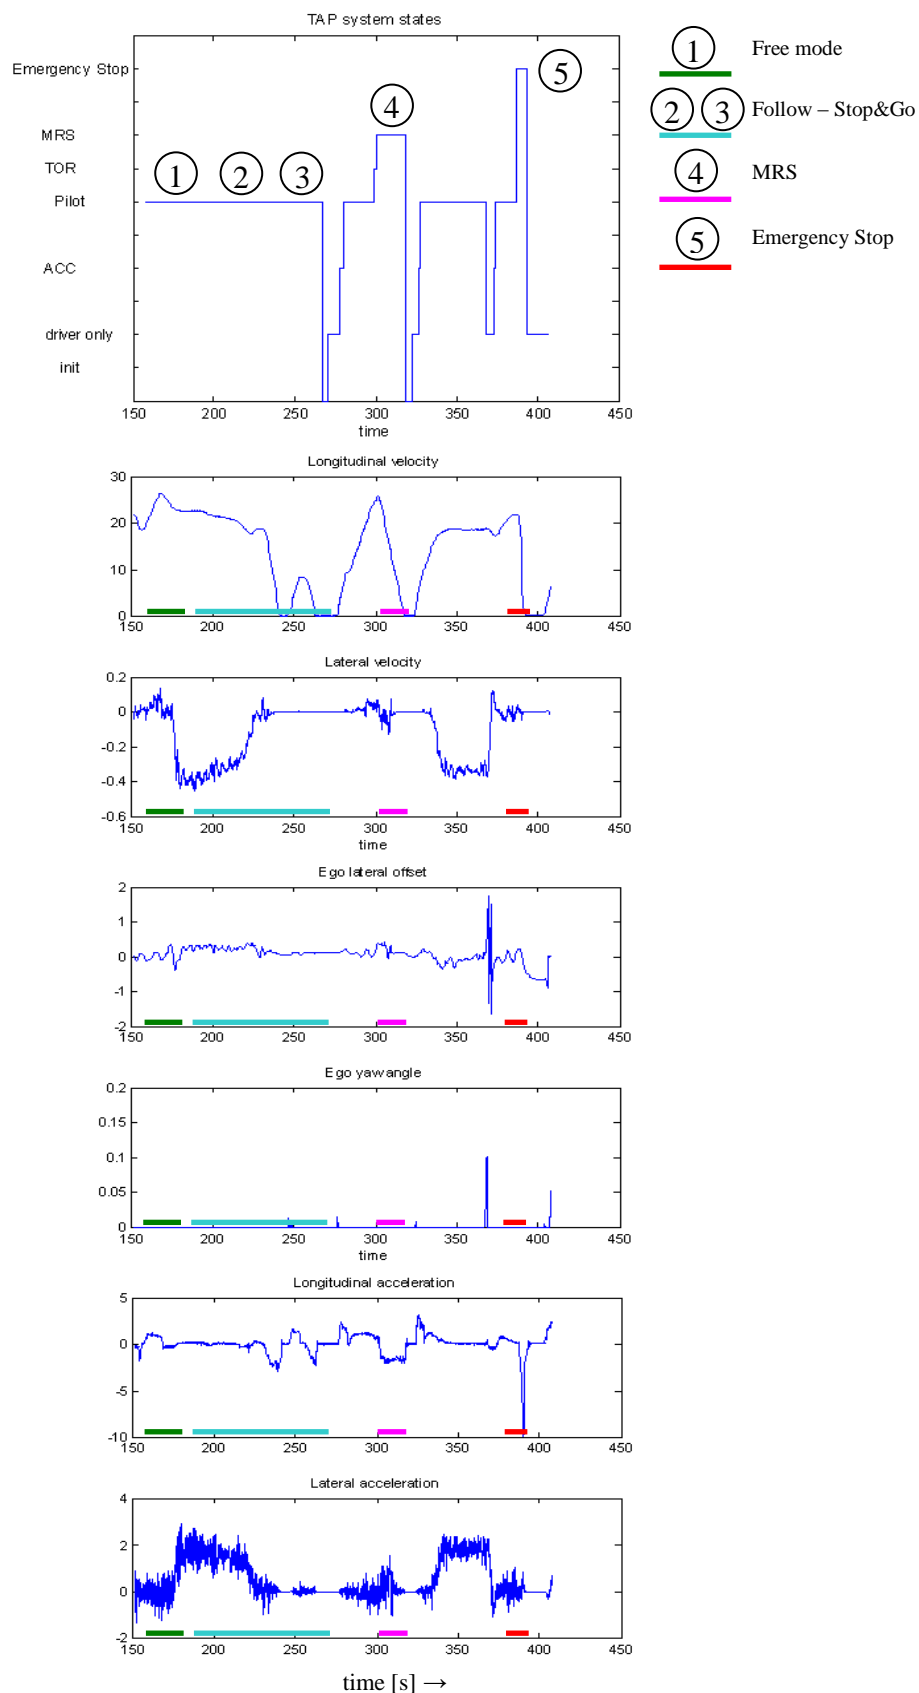 TAP system states
Emergency Stop
MRS
TOR
Pilot
ACC
driver only
init
1
2
3
4
5
150 200 250 300 350 400 450
time
1 Free mode
2 3 Follow – Stop&Go
4 MRS
5 Emergency Stop
Longitudinal velocity
30
20
10
0
150 200 250 300 350 400 450
Lateral velocity
0.2
0
-0.2
-0.4
-0.6
150 200 250 300 350 400 450
time
Ego lateral offset
2
1
0
-1
-2
150 200 250 300 350 400 450
Ego yaw angle
0.2
0.15
0.1
0.05
0
150 200 250 300 350 400 450
time
Longitudinal acceleration
5
0
-5
-10
150 200 250 300 350 400 450
Lateral acceleration
4
2
0
-2
150 200 250 300 350 400 450
time [s] →